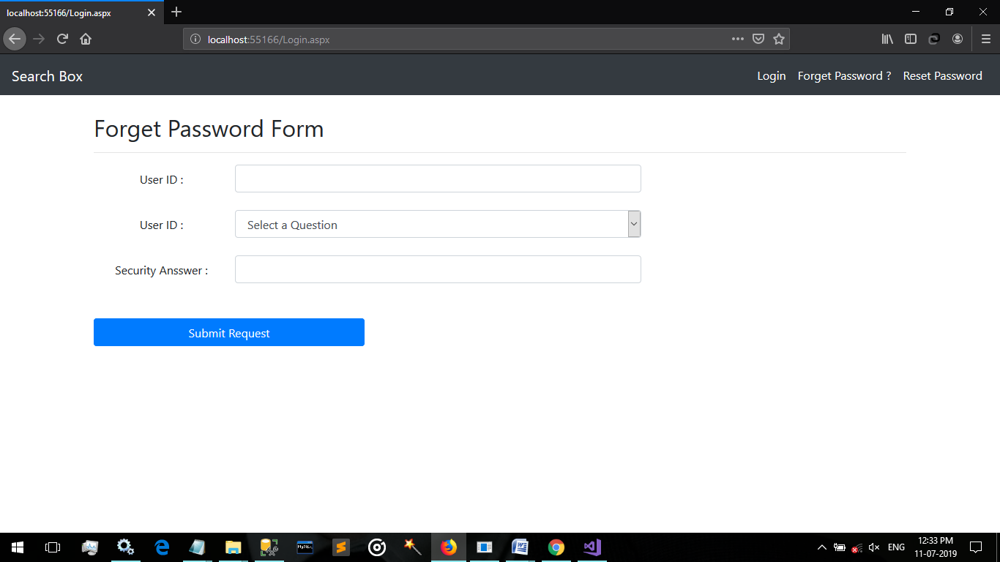 localhost:55166/Login.aspx
localhost:55166/Login.aspx
Search Box
Login Forget Password ? Reset Password
Forget Password Form
User ID :
User ID : Select a Question
Security Ansswer :
Submit Request
MySQL
ENG
12:33 PM
11-07-2019